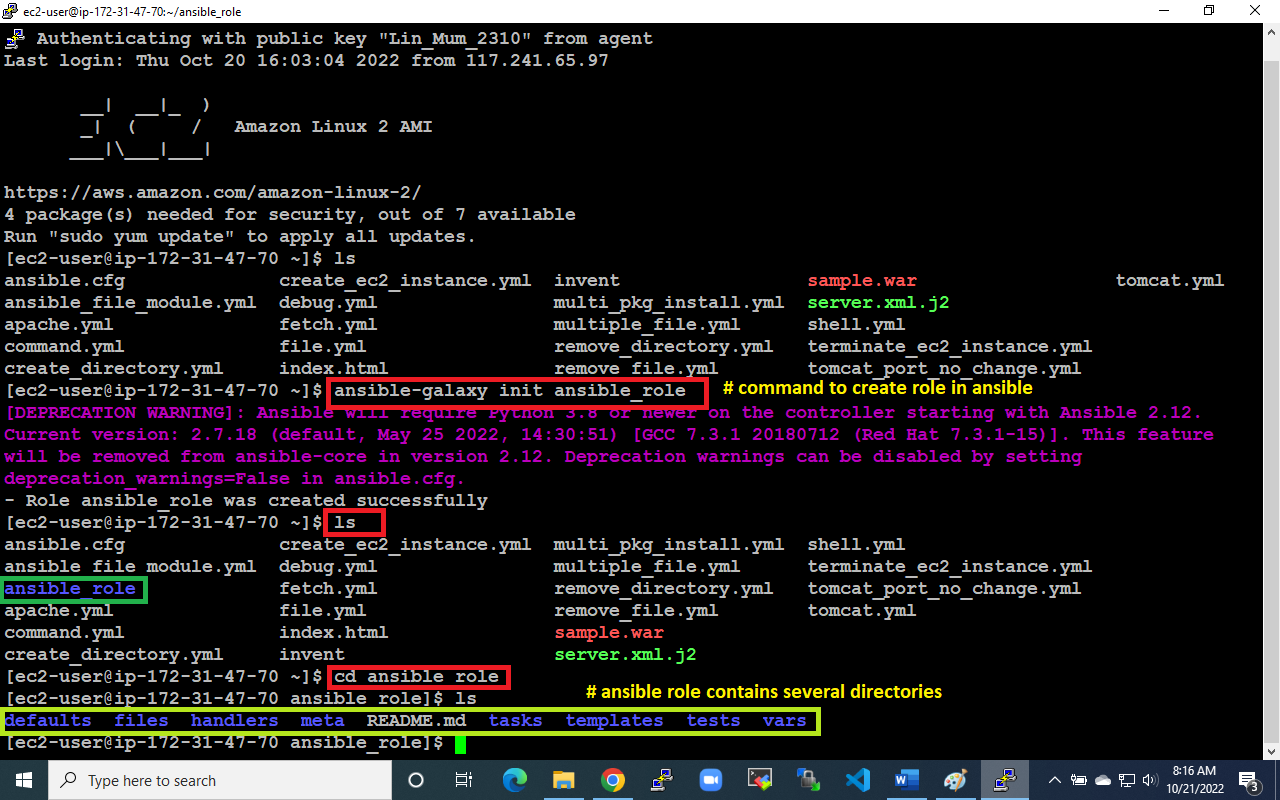 ec2-user@ip-172-31-47-70:~/ansible_role
Authenticating with public key "Lin_Mum_2310" from agent
Last login: Thu Oct 20 16:03:04 2022 from 117.241.65.97
__|  __|_  )
_|  (     /   Amazon Linux 2 AMI
___|\___|___|
https://aws.amazon.com/amazon-linux-2/
4 package(s) needed for security, out of 7 available
Run "sudo yum update" to apply all updates.
[ec2-user@ip-172-31-47-70 ~]$ ls
ansible.cfg create_ec2_instance.yml invent sample.war tomcat.yml
ansible_file_module.yml debug.yml multi_pkg_install.yml server.xml.j2
apache.yml fetch.yml multiple_file.yml shell.yml
command.yml file.yml remove_directory.yml terminate_ec2_instance.yml
create_directory.yml index.html remove_file.yml tomcat_port_no_change.yml
[ec2-user@ip-172-31-47-70 ~]$ ansible-galaxy init ansible_role # command to create role in ansible
[DEPRECATION WARNING]: Ansible will require Python 3.8 or newer on the controller starting with Ansible 2.12.
Current version: 2.7.18 (default, May 25 2022, 14:30:51) [GCC 7.3.1 20180712 (Red Hat 7.3.1-15)]. This feature
will be removed from ansible-core in version 2.12. Deprecation warnings can be disabled by setting
deprecation_warnings=False in ansible.cfg.
- Role ansible_role was created successfully
[ec2-user@ip-172-31-47-70 ~]$ ls
ansible.cfg create_ec2_instance.yml multi_pkg_install.yml shell.yml
ansible_file_module.yml debug.yml multiple_file.yml terminate_ec2_instance.yml
ansible_role fetch.yml remove_directory.yml tomcat_port_no_change.yml
apache.yml file.yml remove_file.yml tomcat.yml
command.yml index.html sample.war
create_directory.yml invent server.xml.j2
[ec2-user@ip-172-31-47-70 ~]$ cd ansible_role
[ec2-user@ip-172-31-47-70 ansible_role]$ ls # ansible role contains several directories
defaults files handlers meta README.md tasks templates tests vars
[ec2-user@ip-172-31-47-70 ansible_role]$
Type here to search
8:16 AM
10/21/2022
3